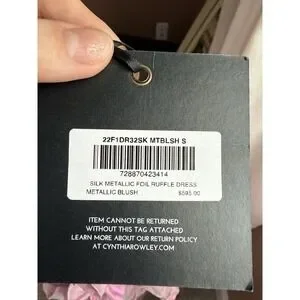 22F1DR32SK MTBLSH S
728870423414
SILK METALLIC FOIL RUFFLE DRESS
METALLIC BLUSH $595.00
ITEM CANNOT BE RETURNED
WITHOUT THIS TAG ATTACHED
LEARN MORE ABOUT OUR RETURN POLICY
AT CYNTHIAROWLEY.COM